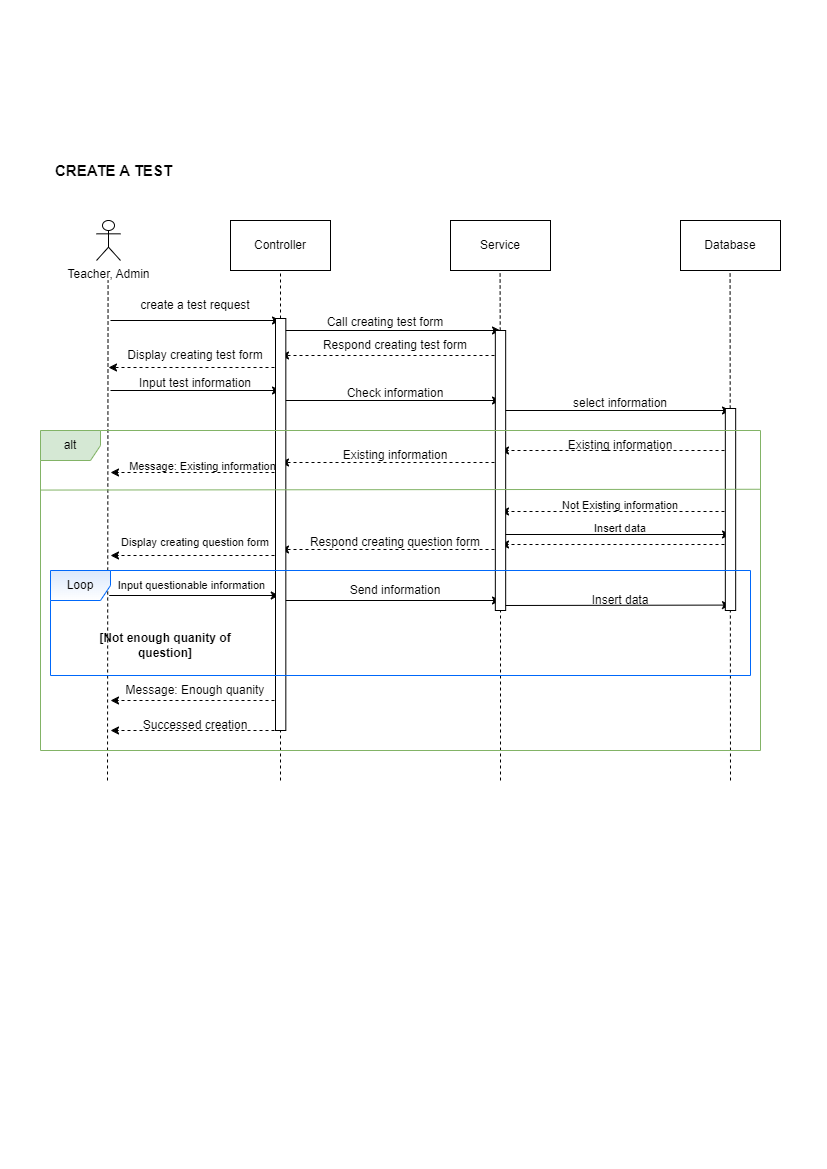 CREATE A TEST
Controller
Service
Database
Teacher, Admin
create a test request
Call creating test form
Respond creating test form
Display creating test form
Input test information
Check information
select information
alt
Existing information
Existing information
Message: Existing information
Not Existing information
Insert data
Respond creating question form
Display creating question form
Loop
Input questionable information
Send information
Insert data
[Not enough quanity of
question]
Message: Enough quanity
Successed creation